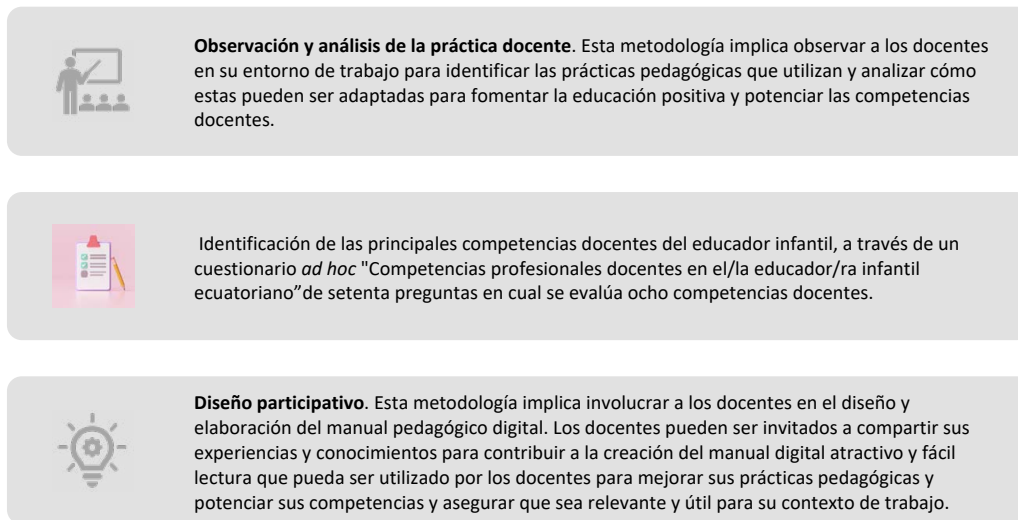 Observación y análisis de la práctica docente. Esta metodología implica observar a los docentes
en su entorno de trabajo para identificar las prácticas pedagógicas que utilizan y analizar cómo
estas pueden ser adaptadas para fomentar la educación positiva y potenciar las competencias
docentes.
Identificación de las principales competencias docentes del educador infantil, a través de un
cuestionario ad hoc "Competencias profesionales docentes en el/la educador/ra infantil
ecuatoriano”de setenta preguntas en cual se evalúa ocho competencias docentes.
Diseño participativo. Esta metodología implica involucrar a los docentes en el diseño y
elaboración del manual pedagógico digital. Los docentes pueden ser invitados a compartir sus
experiencias y conocimientos para contribuir a la creación del manual digital atractivo y fácil
lectura que pueda ser utilizado por los docentes para mejorar sus prácticas pedagógicas y
potenciar sus competencias y asegurar que sea relevante y útil para su contexto de trabajo.